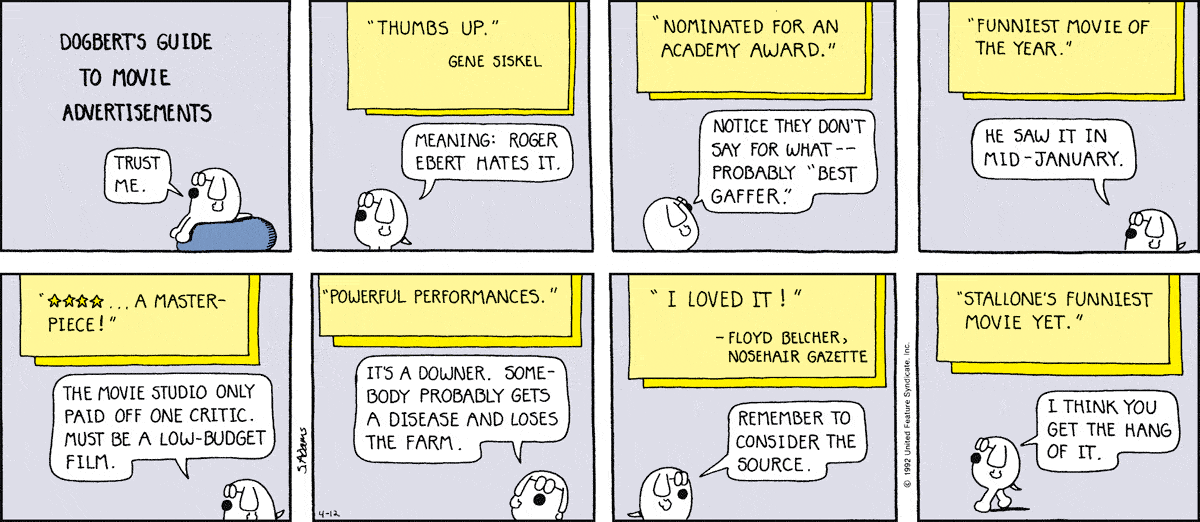 DOGBERT'S GUIDE
TO MOVIE
ADVERTISEMENTS
TRUST
ME.
"THUMBS UP."
GENE SISKEL
MEANING: ROGER
EBERT HATES IT.
"NOMINATED FOR AN
ACADEMY AWARD."
NOTICE THEY DON'T
SAY FOR WHAT--
PROBABLY "BEST
GAFFER."
"FUNNIEST MOVIE OF
THE YEAR."
HE SAW IT IN
MID-JANUARY.
"☆☆☆☆... A MASTER-
PIECE!"
THE MOVIE STUDIO ONLY
PAID OFF ONE CRITIC.
MUST BE A LOW-BUDGET
FILM.
S.Adams
"POWERFUL PERFORMANCES."
IT'S A DOWNER. SOME-
BODY PROBABLY GETS
A DISEASE AND LOSES
THE FARM.
4-12
"I LOVED IT!"
-FLOYD BELCHER,
NOSEHAIR GAZETTE
REMEMBER TO
CONSIDER THE
SOURCE.
© 1992 United Feature Syndicate, Inc.
"STALLONE'S FUNNIEST
MOVIE YET."
I THINK YOU
GET THE HANG
OF IT.